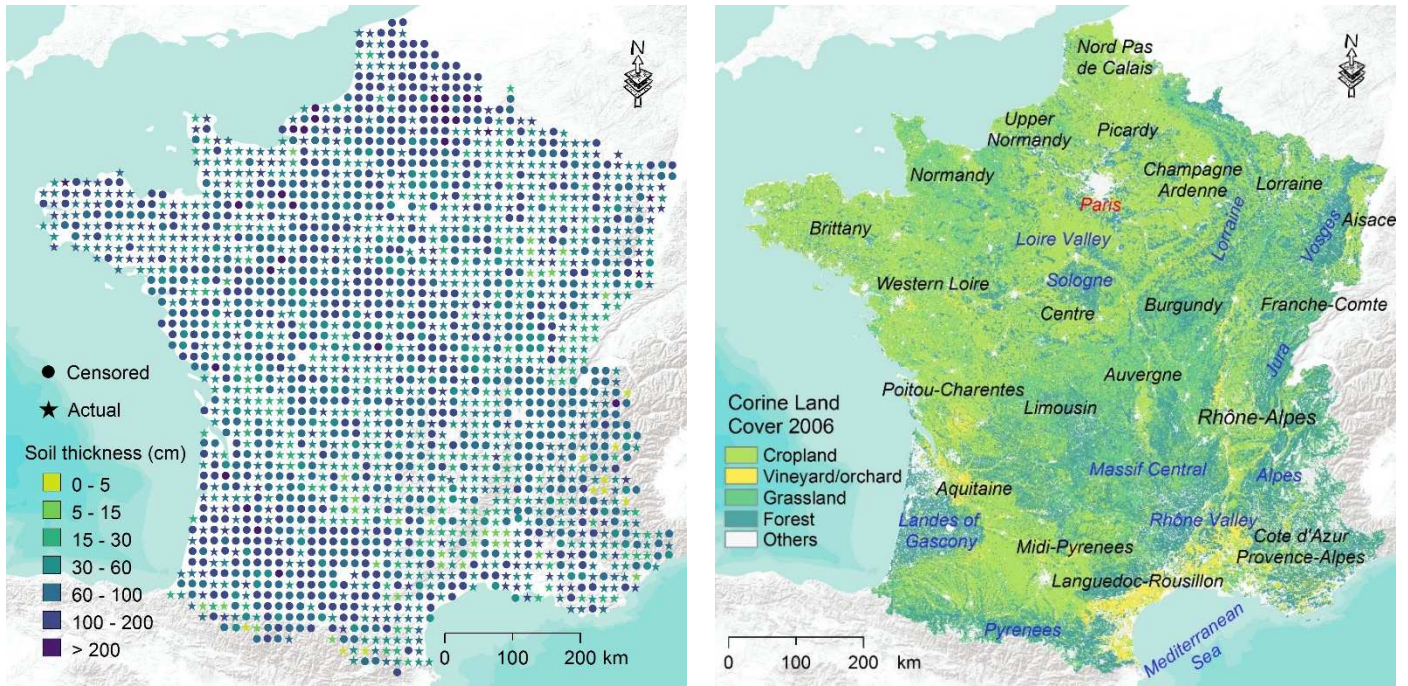 N
Censored
Actual
Soil thickness (cm)
0 - 5
5 - 15
15 - 30
30 - 60
60 - 100
100 - 200
> 200
0 100 200 km
N
Nord Pas
de Calais
Upper
Normandy
Picardy
Normandy
Champagne
Ardenne
Lorraine
Paris
Aisace
Vosges
Lorraine
Brittany
Loire Valley
Sologne
Western Loire
Centre
Burgundy
Franche-Comte
Jura
Auvergne
Poitou-Charentes
Limousin
Rhône-Alpes
Corine Land
Cover 2006
Cropland
Vineyard/orchard
Grassland
Forest
Others
Massif Central
Alpes
Aquitaine
Landes of
Gascony
Rhône Valley
Midi-Pyrenees
Cote d'Azur
Provence-Alpes
Languedoc-Rousillon
Pyrenees
Mediterranean
Sea
0 100 200 km